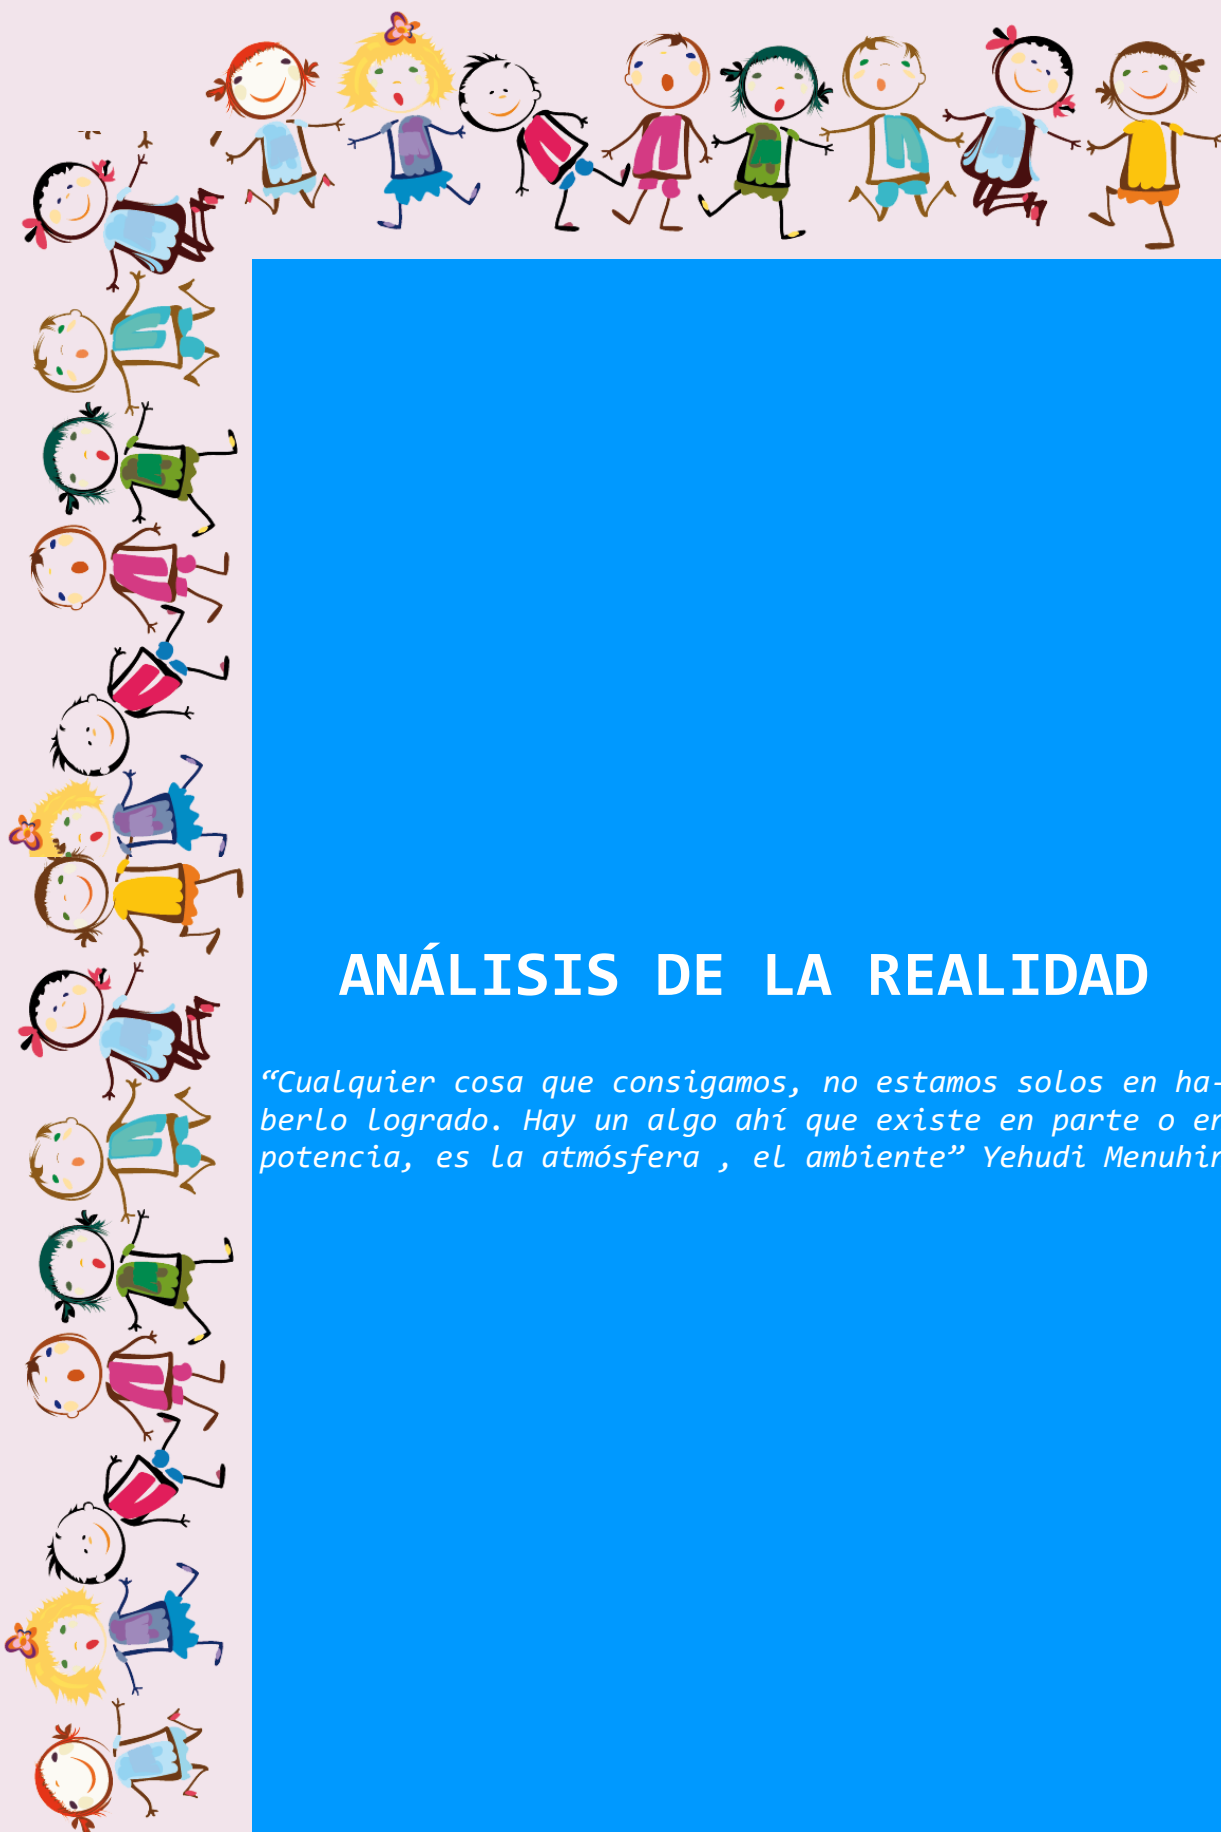 ANÁLISIS DE LA REALIDAD
“Cualquier cosa que consigamos, no estamos solos en ha-
berlo logrado. Hay un algo ahí que existe en parte o en
potencia, es la atmósfera , el ambiente” Yehudi Menuhin